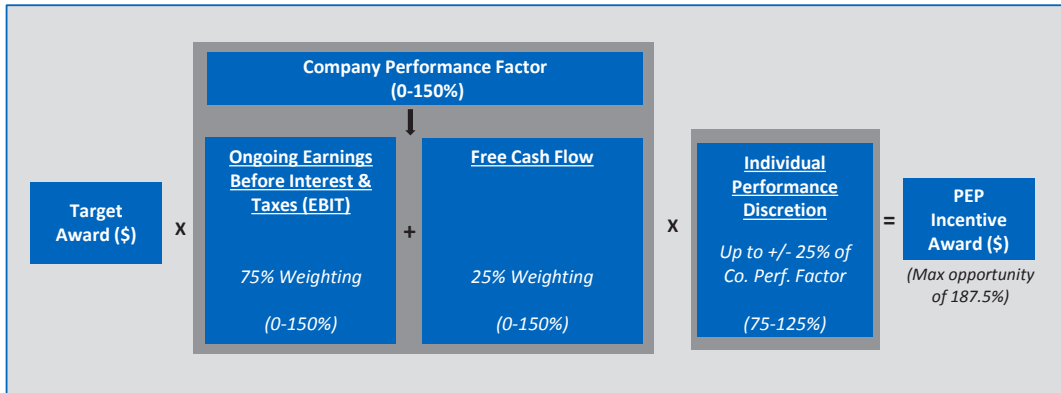 Company Performance Factor
(0-150%)
Target
Award ($)
x
Ongoing Earnings
Before Interest &
Taxes (EBIT)
75% Weighting
(0-150%)
+
Free Cash Flow
25% Weighting
(0-150%)
x
Individual
Performance
Discretion
Up to +/- 25% of
Co. Perf. Factor
(75-125%)
=
PEP
Incentive
Award ($)
(Max opportunity
of 187.5%)